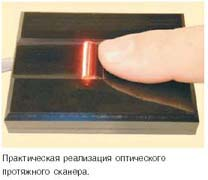 Практическая реализация оптического
протяжного сканера.